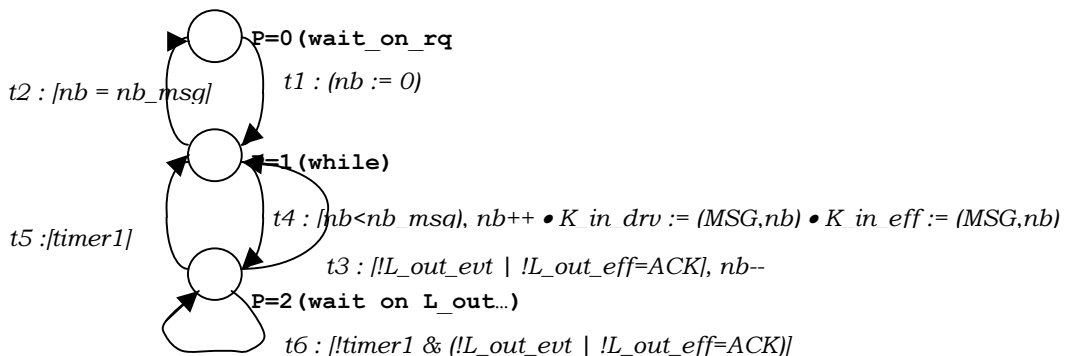 P=0(wait_on_rq
t1 : (nb := 0)
t2 : [nb = nb_msg]
P=1(while)
t4 : [nb<nb_msg), nb++ • K_in_drv := (MSG,nb) • K_in_eff := (MSG,nb)
t5 :[timer1]
t3 : [!L_out_evt | !L_out_eff=ACK], nb--
P=2(wait on L_out…)
t6 : [!timer1 & (!L_out_evt | !L_out_eff=ACK)]